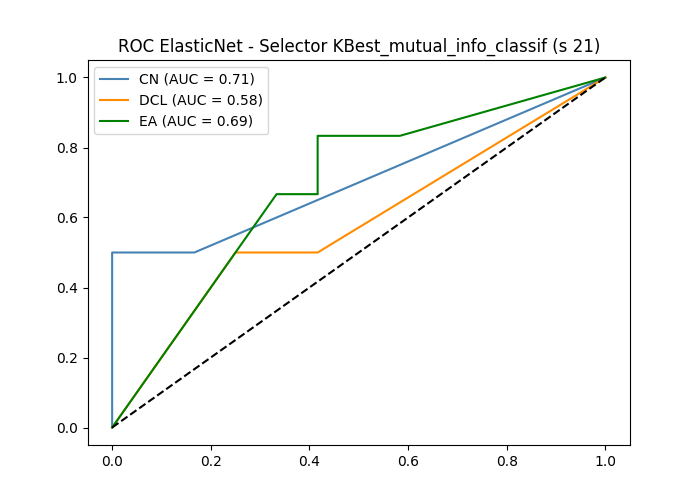 ROC ElasticNet - Selector KBest_mutual_info_classif (s 21)
CN (AUC = 0.71)
DCL (AUC = 0.58)
EA (AUC = 0.69)
1.0
0.8
0.6
0.4
0.2
0.0
0.0 0.2 0.4 0.6 0.8 1.0